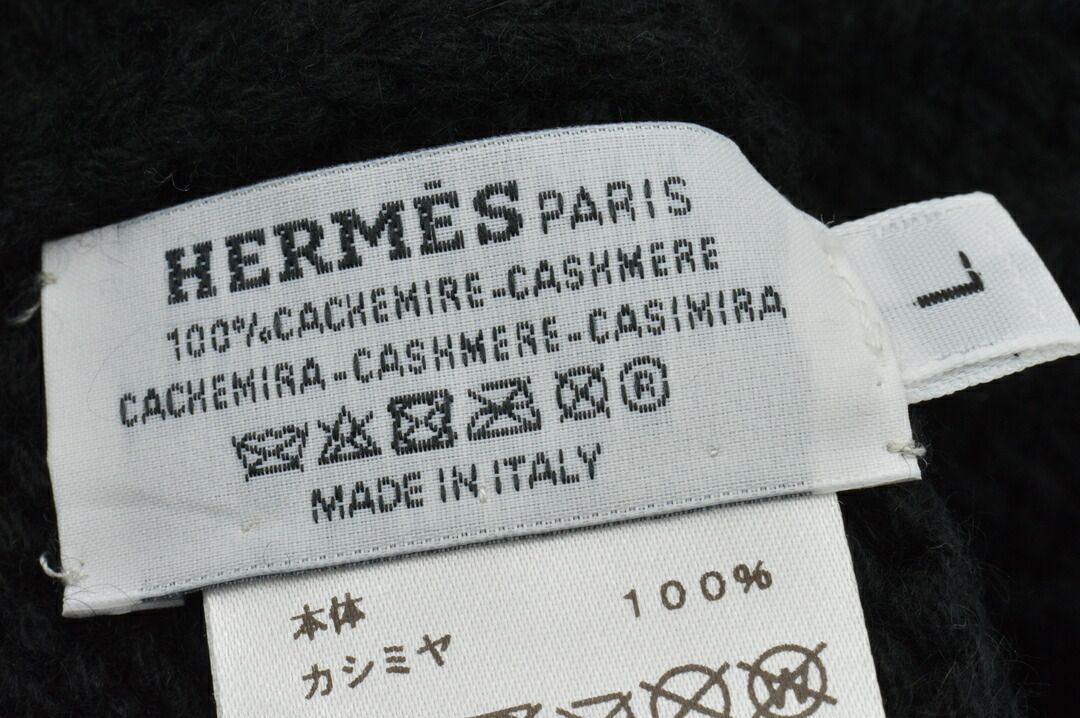 HERMÈS PARIS
100%CACHEMIRE-CASHMERE
CACHEMIRA-CASHMERE-CASIMIRA
R
MADE IN ITALY
L
本体 100%
カシミヤ
W